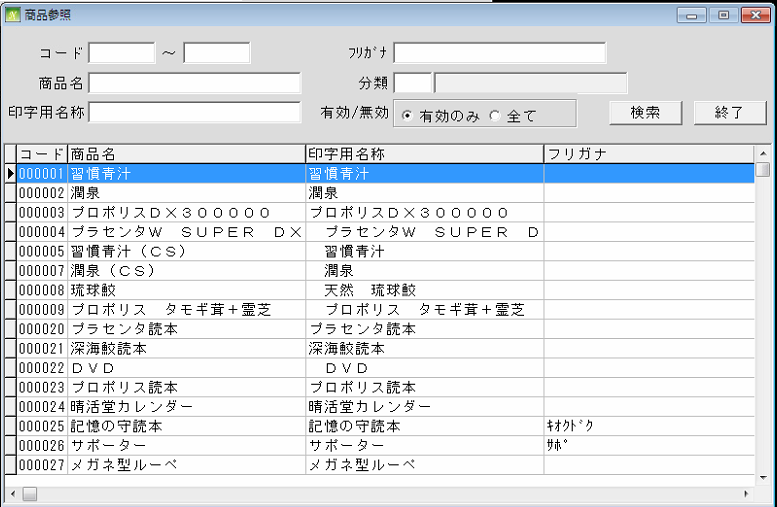 商品参照
コード ～ ﾌﾘｶﾞﾅ
商品名 分類
印字用名称 有効/無効 有効のみ 全て 検索 終了
コード 商品名 印字用名称 フリガナ
000001 習慣青汁 習慣青汁
000002 潤泉 潤泉
000003 プロポリスＤＸ３０００００ プロポリスＤＸ３０００００
000004 プラセンタＷ　ＳＵＰＥＲ　ＤＸ プラセンタＷ　ＳＵＰＥＲ　Ｄ
000005 習慣青汁（ＣＳ） 習慣青汁
000007 潤泉（ＣＳ） 潤泉
000008 琉球鮫 天然　琉球鮫
000009 プロポリス　タモギ茸＋霊芝 プロポリス　タモギ茸＋霊芝
000020 プラセンタ読本 プラセンタ読本
000021 深海鮫読本 深海鮫読本
000022 ＤＶＤ ＤＶＤ
000023 プロポリス読本 プロポリス読本
000024 晴活堂カレンダー 晴活堂カレンダー
000025 記憶の守読本 記憶の守読本 ｷｵｸﾄﾞｸ
000026 サポーター サポーター ｻﾎﾟ
000027 メガネ型ルーペ メガネ型ルーペ